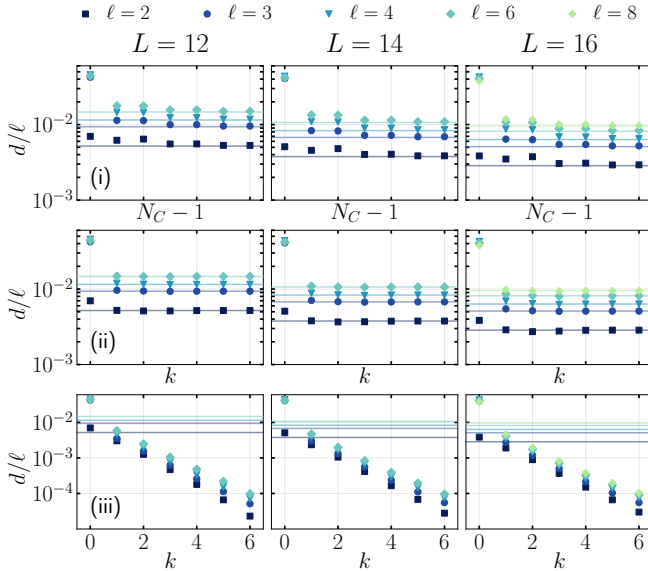 ℓ = 2 ℓ = 3 ℓ = 4 ℓ = 6 ℓ = 8
L = 12 L = 14 L = 16
d/ℓ
10⁻²
10⁻³
(i)
N_C − 1 N_C − 1 N_C − 1
d/ℓ
10⁻²
10⁻³
(ii)
k k k
d/ℓ
10⁻²
10⁻³
10⁻⁴
(iii)
0 2 4 6 0 2 4 6 0 2 4 6
k k k